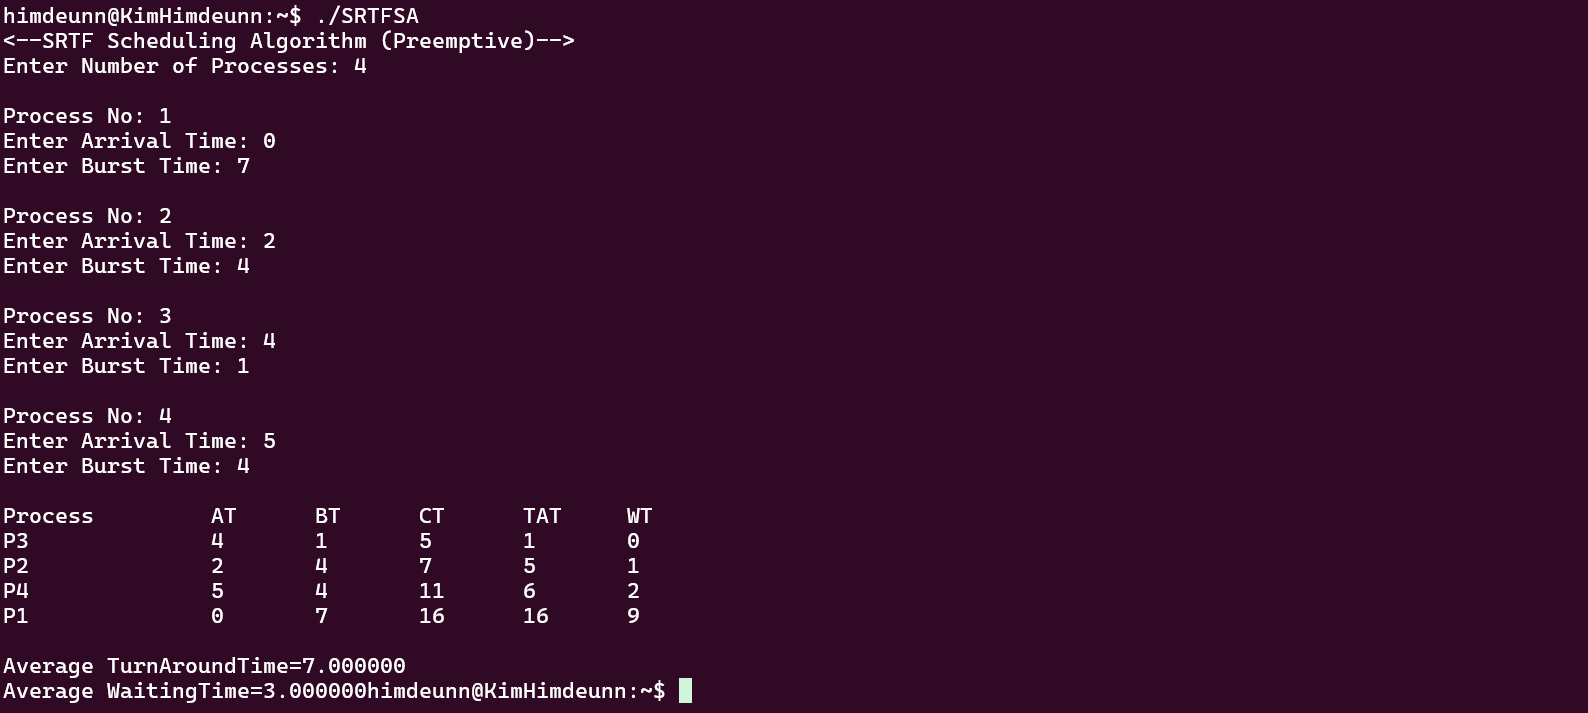 himdeunn@KimHimdeunn:~$ ./SRTFSA
<--SRTF Scheduling Algorithm (Preemptive)-->
Enter Number of Processes: 4
Process No: 1
Enter Arrival Time: 0
Enter Burst Time: 7
Process No: 2
Enter Arrival Time: 2
Enter Burst Time: 4
Process No: 3
Enter Arrival Time: 4
Enter Burst Time: 1
Process No: 4
Enter Arrival Time: 5
Enter Burst Time: 4
Process AT BT CT TAT WT
P3 4 1 5 1 0
P2 2 4 7 5 1
P4 5 4 11 6 2
P1 0 7 16 16 9
Average TurnAroundTime=7.000000
Average WaitingTime=3.000000himdeunn@KimHimdeunn:~$